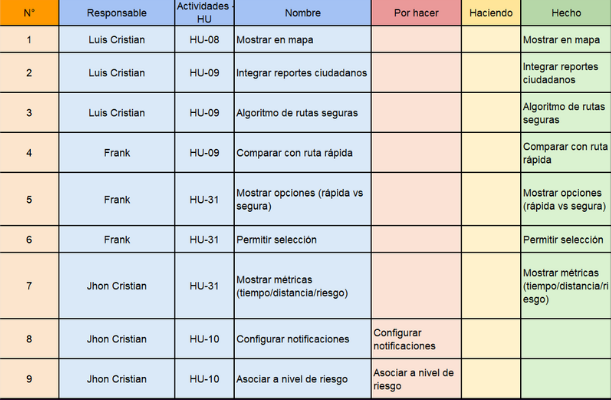 N° Responsable Actividades - HU Nombre Por hacer Haciendo Hecho
1 Luis Cristian HU-08 Mostrar en mapa Mostrar en mapa
2 Luis Cristian HU-09 Integrar reportes ciudadanos Integrar reportes ciudadanos
3 Luis Cristian HU-09 Algoritmo de rutas seguras Algoritmo de rutas seguras
4 Frank HU-09 Comparar con ruta rápida Comparar con ruta rápida
5 Frank HU-31 Mostrar opciones (rápida vs segura) Mostrar opciones (rápida vs segura)
6 Frank HU-31 Permitir selección Permitir selección
7 Jhon Cristian HU-31 Mostrar métricas (tiempo/distancia/riesgo) Mostrar métricas (tiempo/distancia/riesgo)
8 Jhon Cristian HU-10 Configurar notificaciones Configurar notificaciones
9 Jhon Cristian HU-10 Asociar a nivel de riesgo Asociar a nivel de riesgo